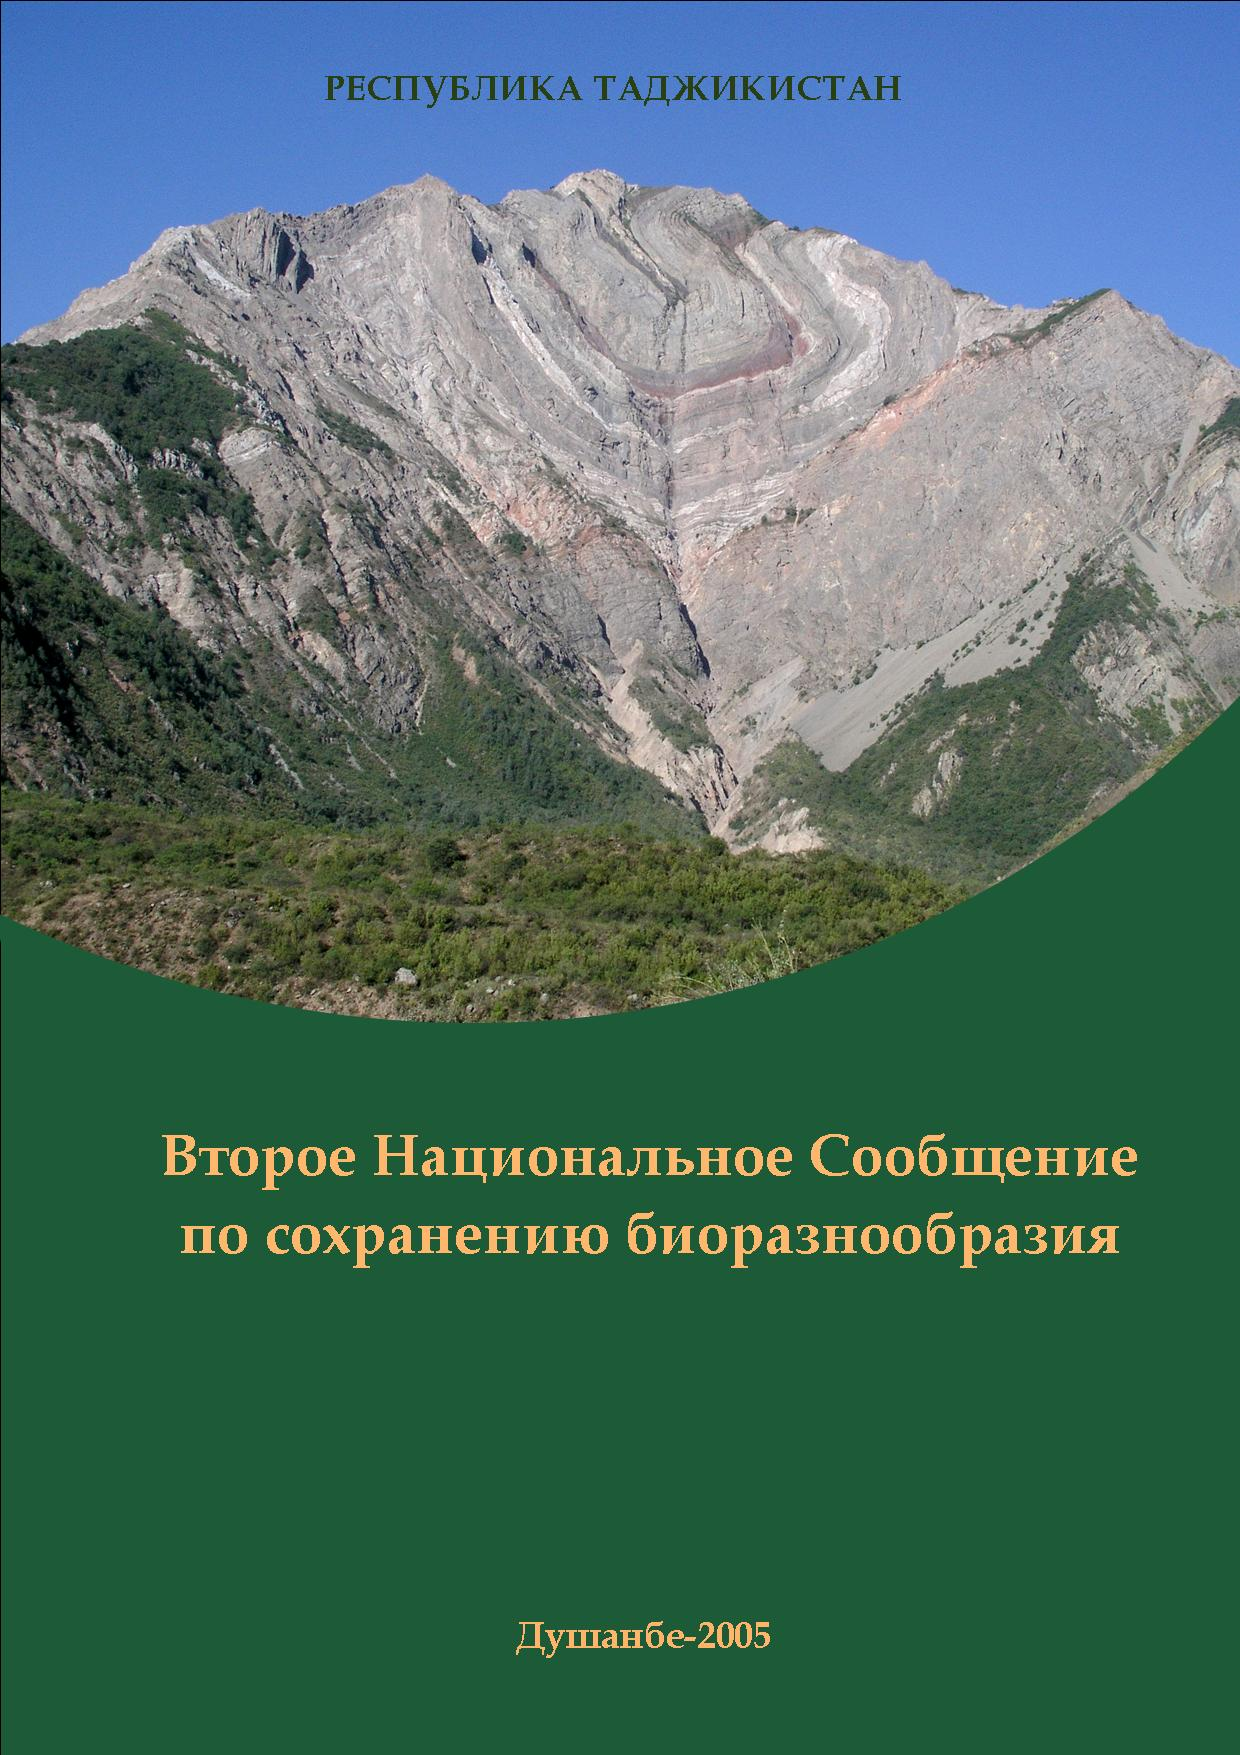 РЕСПУБЛИКА ТАДЖИКИСТАН
Второе Национальное Сообщение
по сохранению биоразнообразия
Душанбе-2005